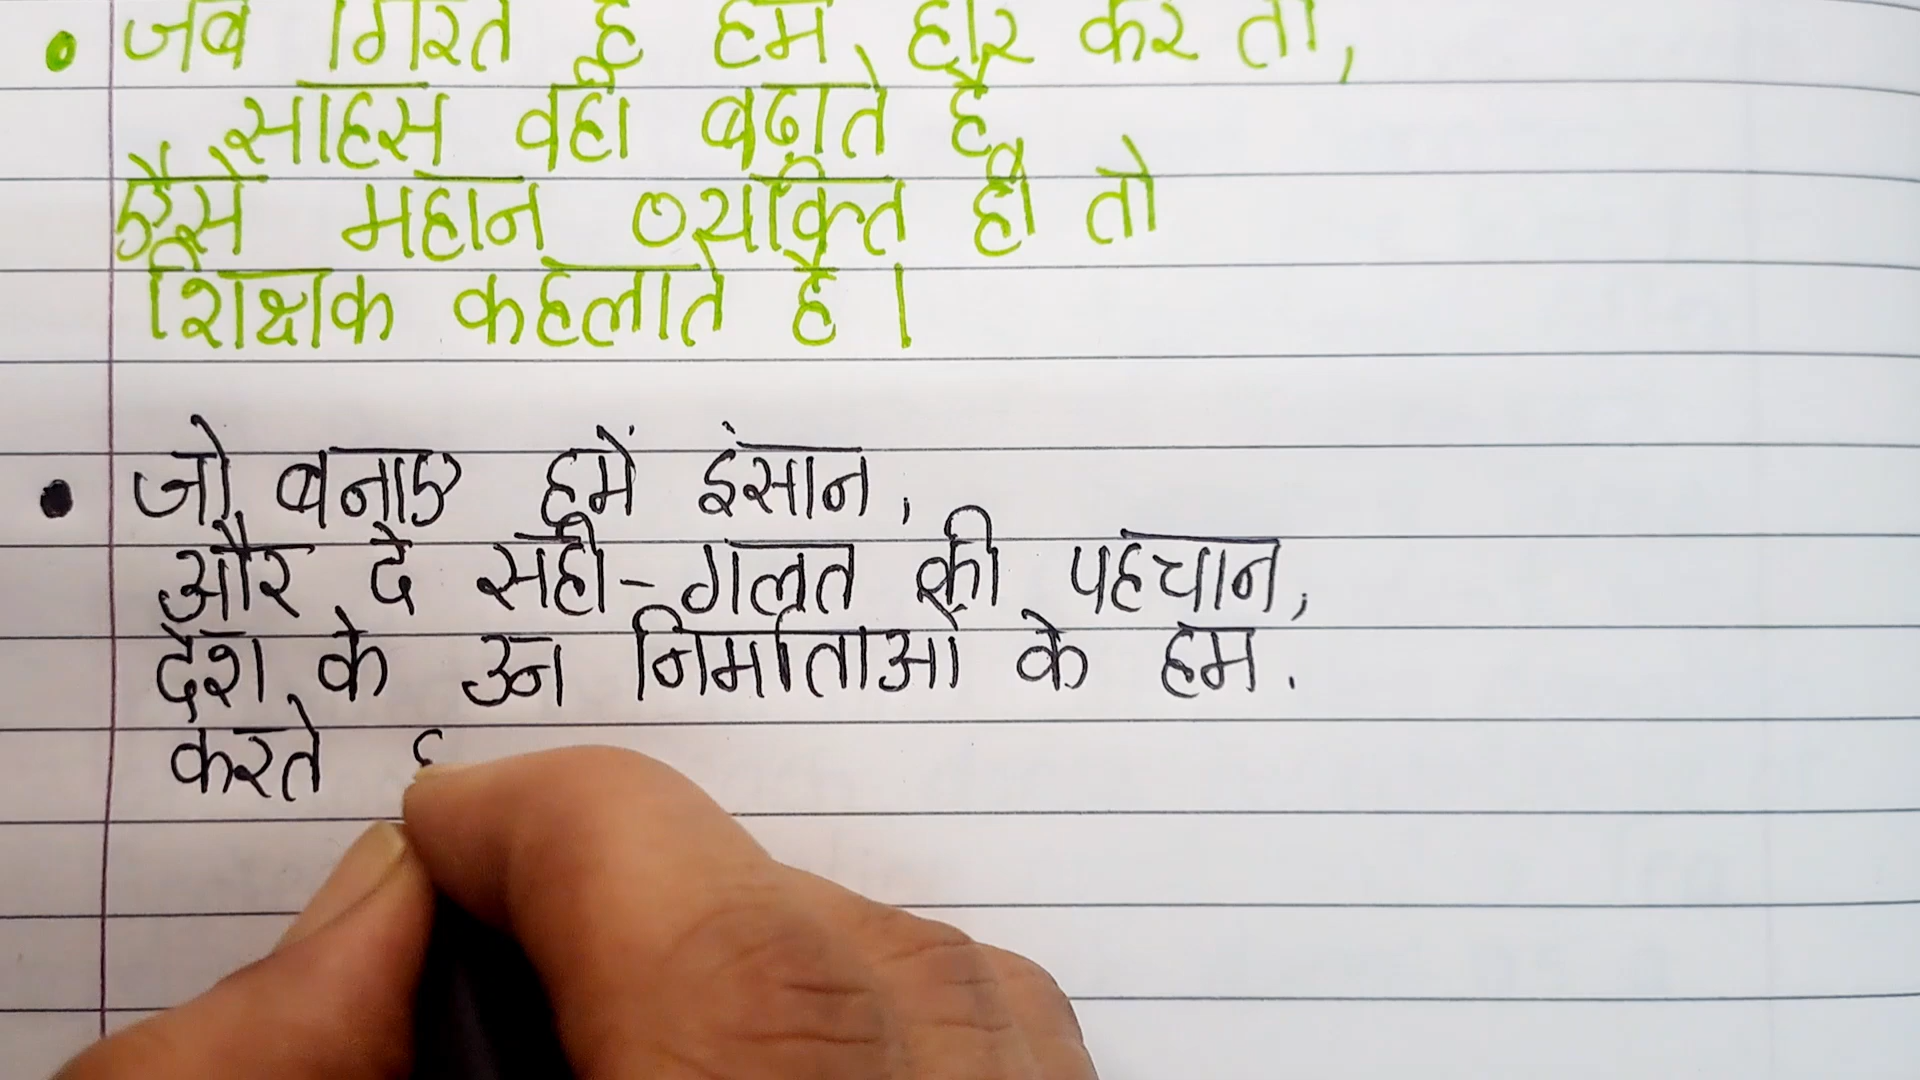 जब गिरते है हम, हार कर तो,
साहस वही बढ़ाते है
ऐसे महान व्यक्ति ही तो
शिक्षक कहलाते है।
जो बनाए हमें इंसान,
और दे सही-गलत की पहचान,
देश के उन निर्माताओं के हम.
करते